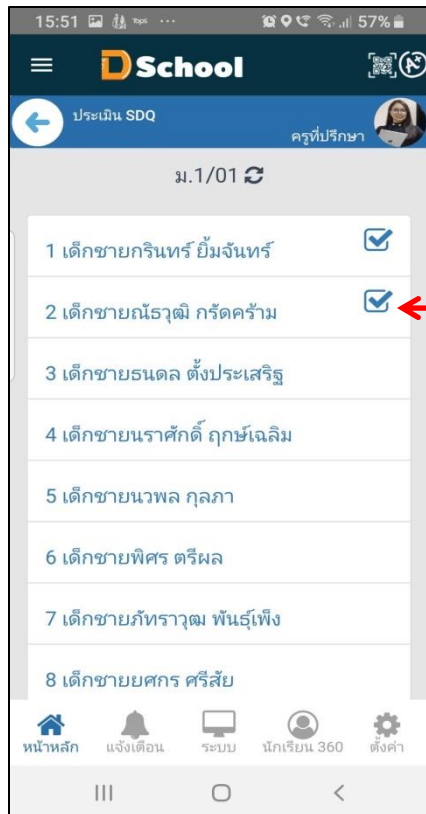 15:51 Tops ... 57%
DSchool A+
ประเมิน SDQ
ครูที่ปรึกษา
ม.1/01
1 เด็กชายกรินทร์ ยิ้มจันทร์
2 เด็กชายณัธวุฒิ กรัดคร้าม
3 เด็กชายธนดล ตั้งประเสริฐ
4 เด็กชายนราศักดิ์ ฤกษ์เฉลิม
5 เด็กชายนวพล กุลภา
6 เด็กชายพิศร ตรีผล
7 เด็กชายภัทราวุฒ พันธุ์เพ็ง
8 เด็กชายยศกร ศรีสัย
หน้าหลัก แจ้งเตือน ระบบ นักเรียน 360 ตั้งค่า